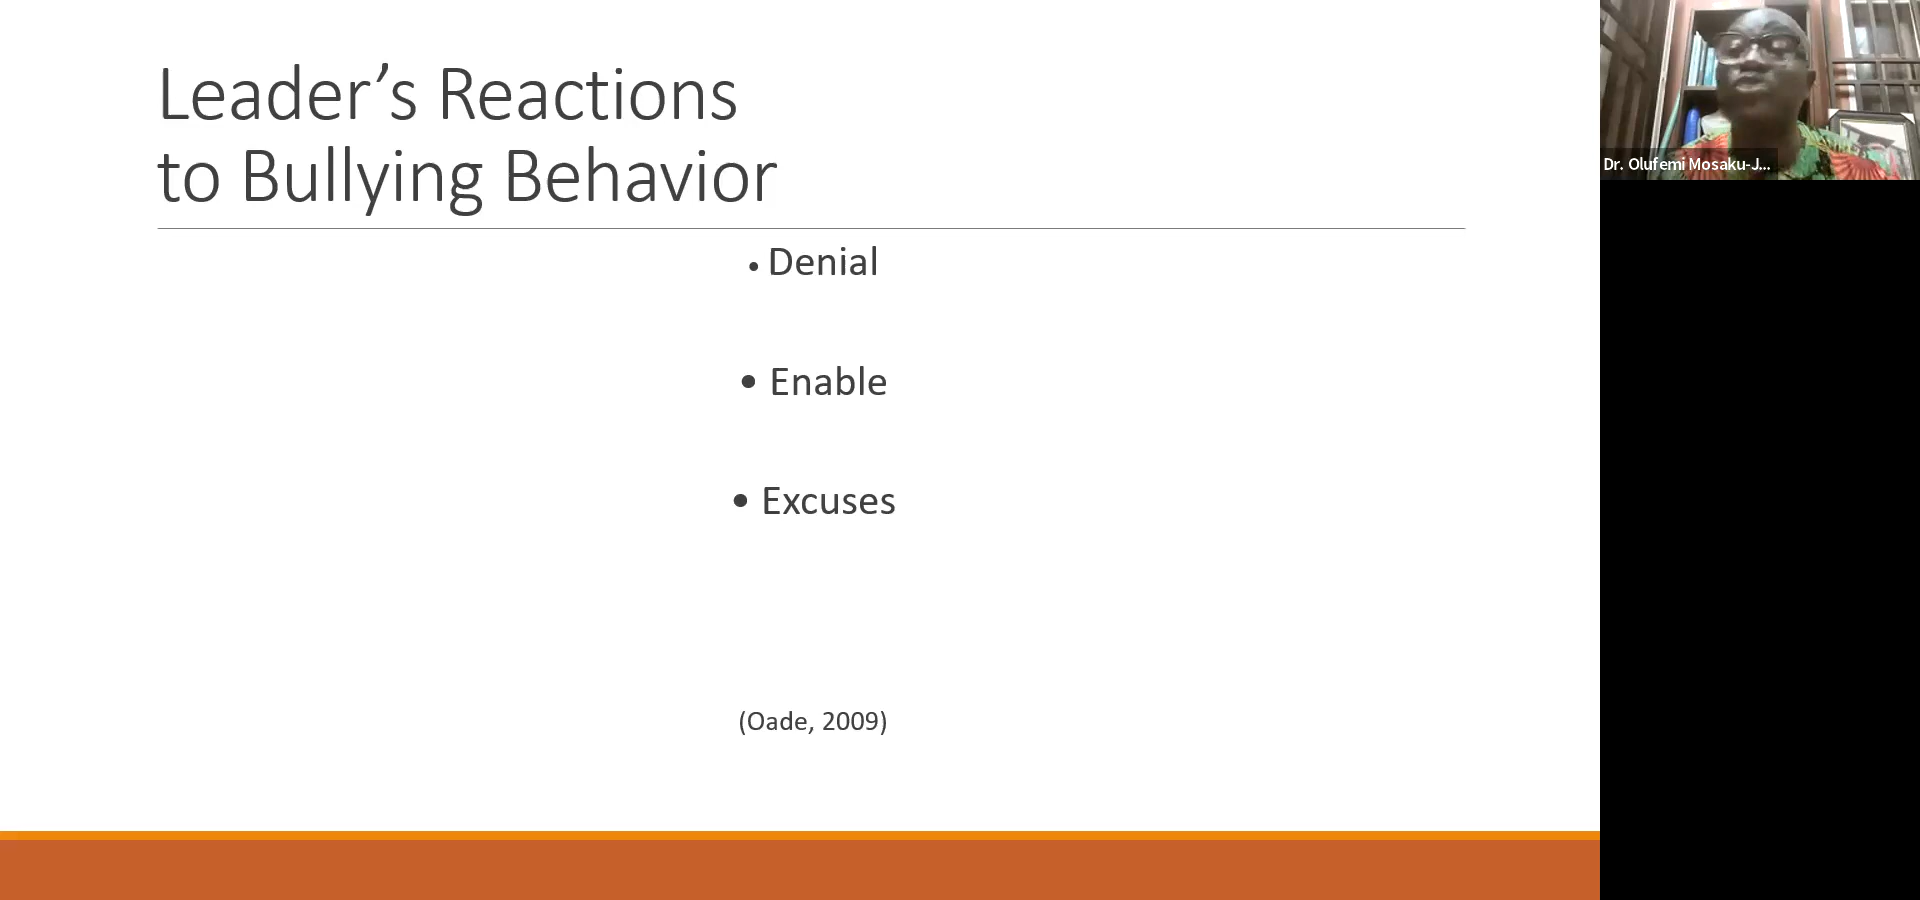 Leader’s Reactions
to Bullying Behavior
• Denial
• Enable
• Excuses
(Oade, 2009)
Dr. Olufemi Mosaku-J...